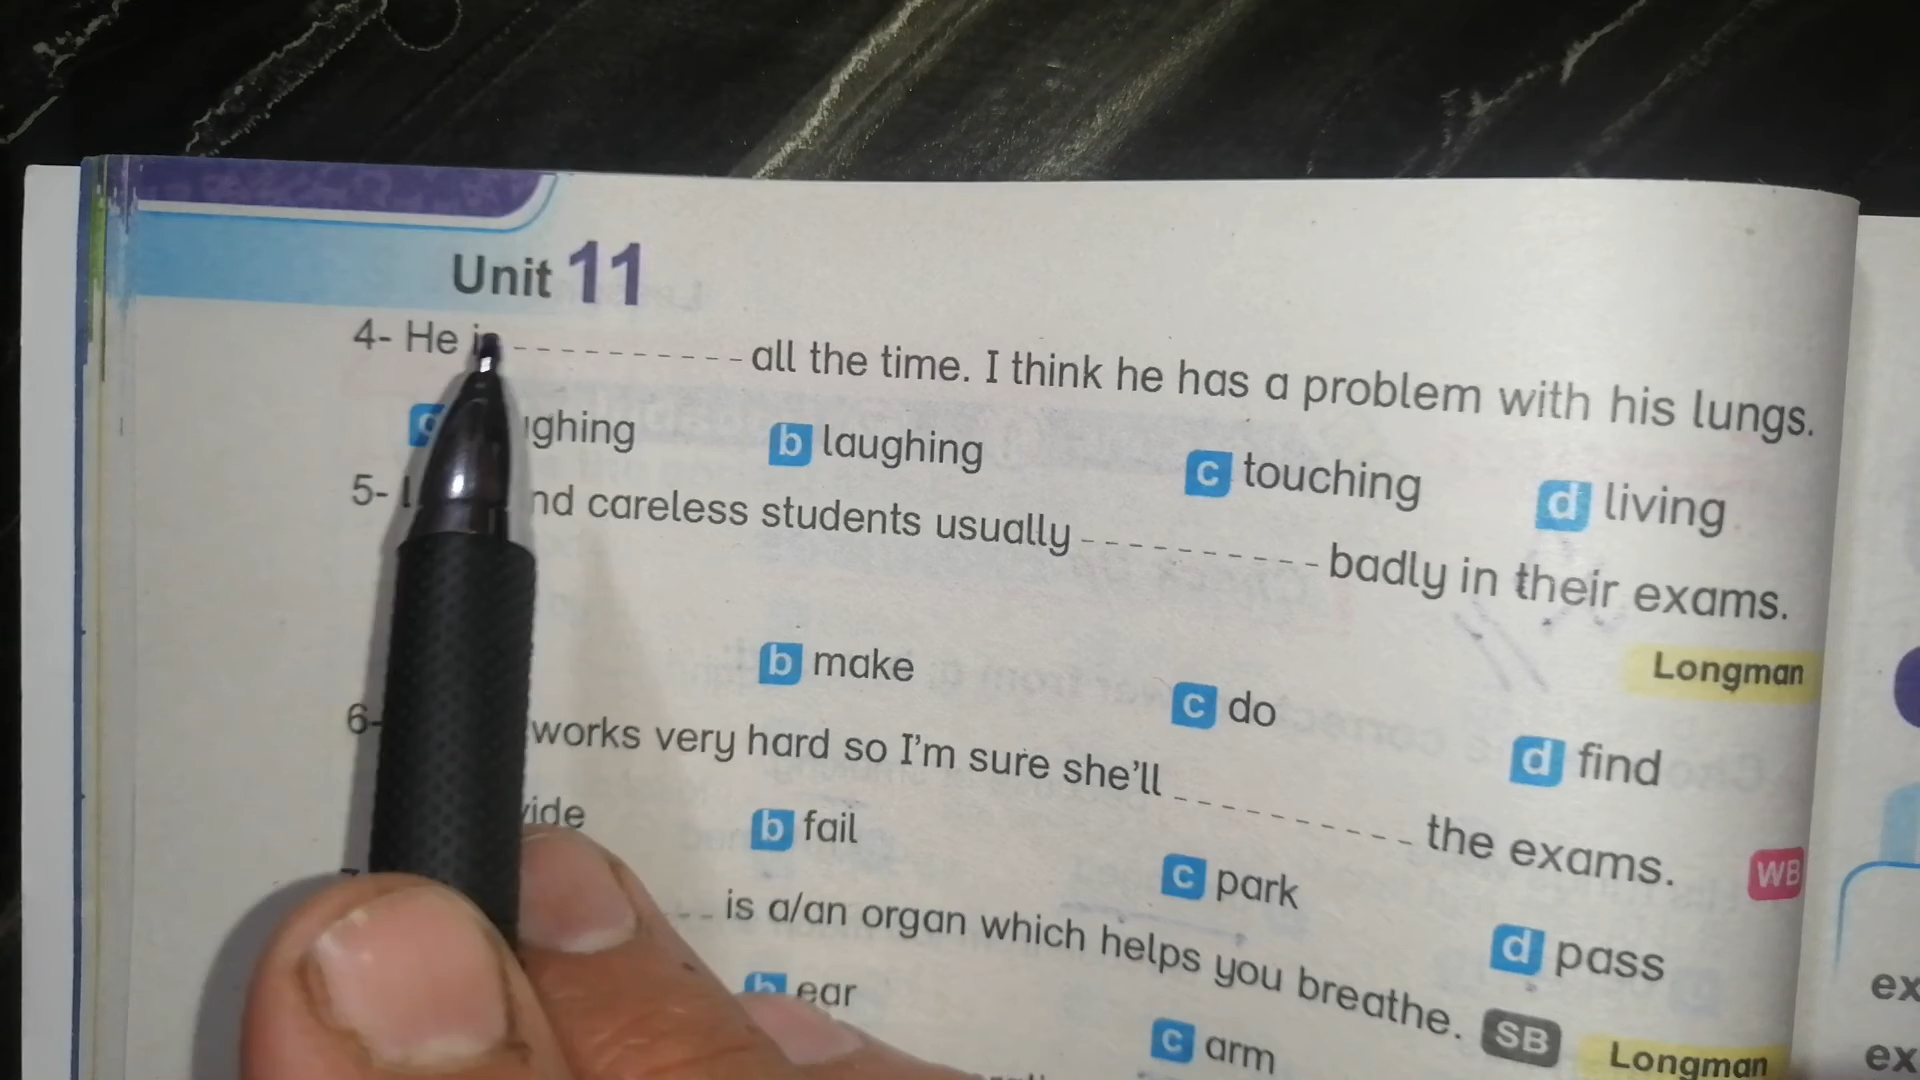 Unit 11
4- He is ---------- all the time. I think he has a problem with his lungs.
b laughing c touching d living
5- careless students usually ---------- badly in their exams.
Longman
b make c do d find
6- works very hard so I'm sure she'll ---------- the exams. WB
b fail c park d pass
is a/an organ which helps you breathe. SB Longman
b ear c arm
ex
ex